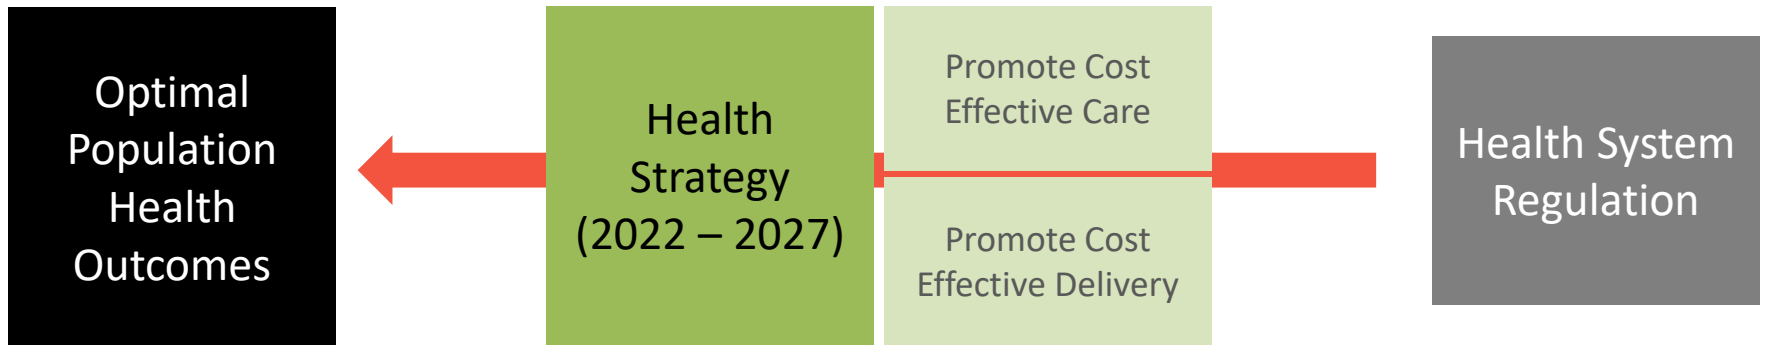 Optimal
Population
Health
Outcomes
Health
Strategy
(2022 – 2027)
Promote Cost
Effective Care
Promote Cost
Effective Delivery
Health System
Regulation